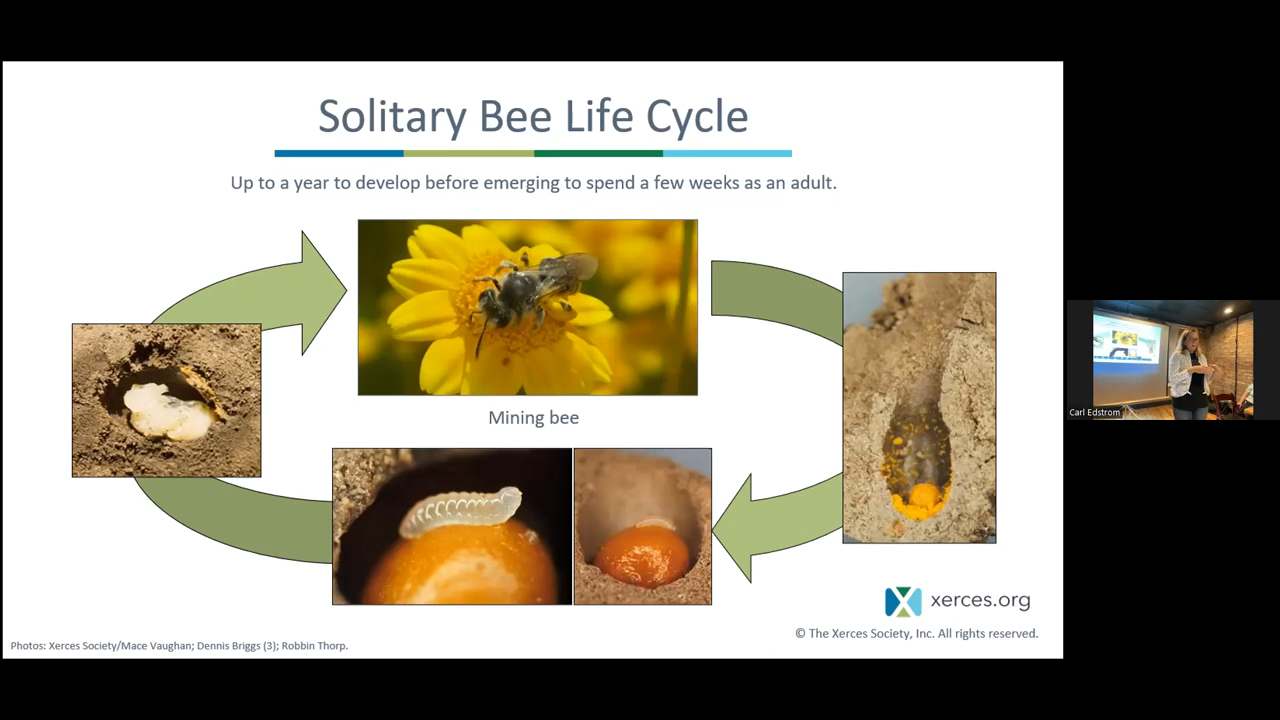 Solitary Bee Life Cycle
Up to a year to develop before emerging to spend a few weeks as an adult.
Mining bee
xerces.org
© The Xerces Society, Inc. All rights reserved.
Photos: Xerces Society/Mace Vaughan; Dennis Briggs (3); Robbin Thorp.
Carl Edstrom